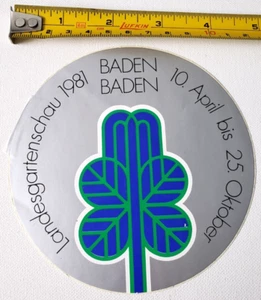 LUFKIN
Landesgartenschau 1981 BADEN 10. April bis 25. Oktober
BADEN